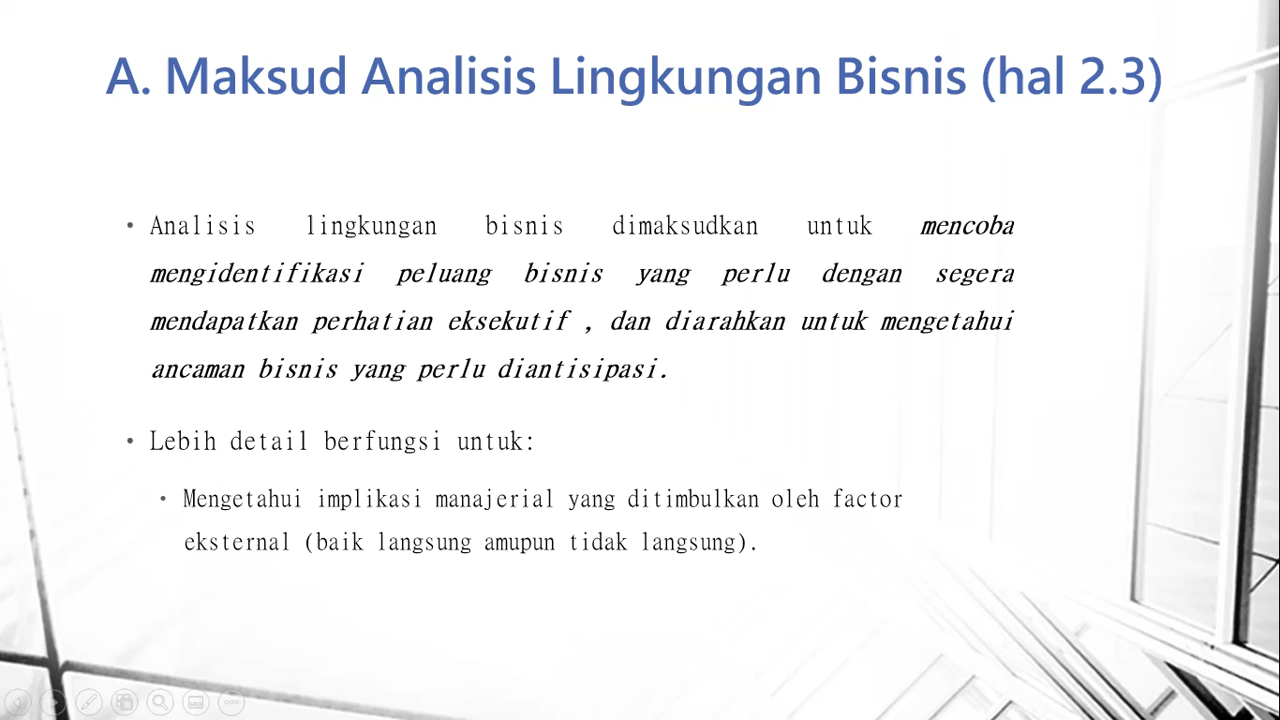 A. Maksud Analisis Lingkungan Bisnis (hal 2.3)
• Analisis lingkungan bisnis dimaksudkan untuk mencoba
mengidentifikasi peluang bisnis yang perlu dengan segera
mendapatkan perhatian eksekutif , dan diarahkan untuk mengetahui
ancaman bisnis yang perlu diantisipasi.
• Lebih detail berfungsi untuk:
• Mengetahui implikasi manajerial yang ditimbulkan oleh factor
eksternal (baik langsung amupun tidak langsung).